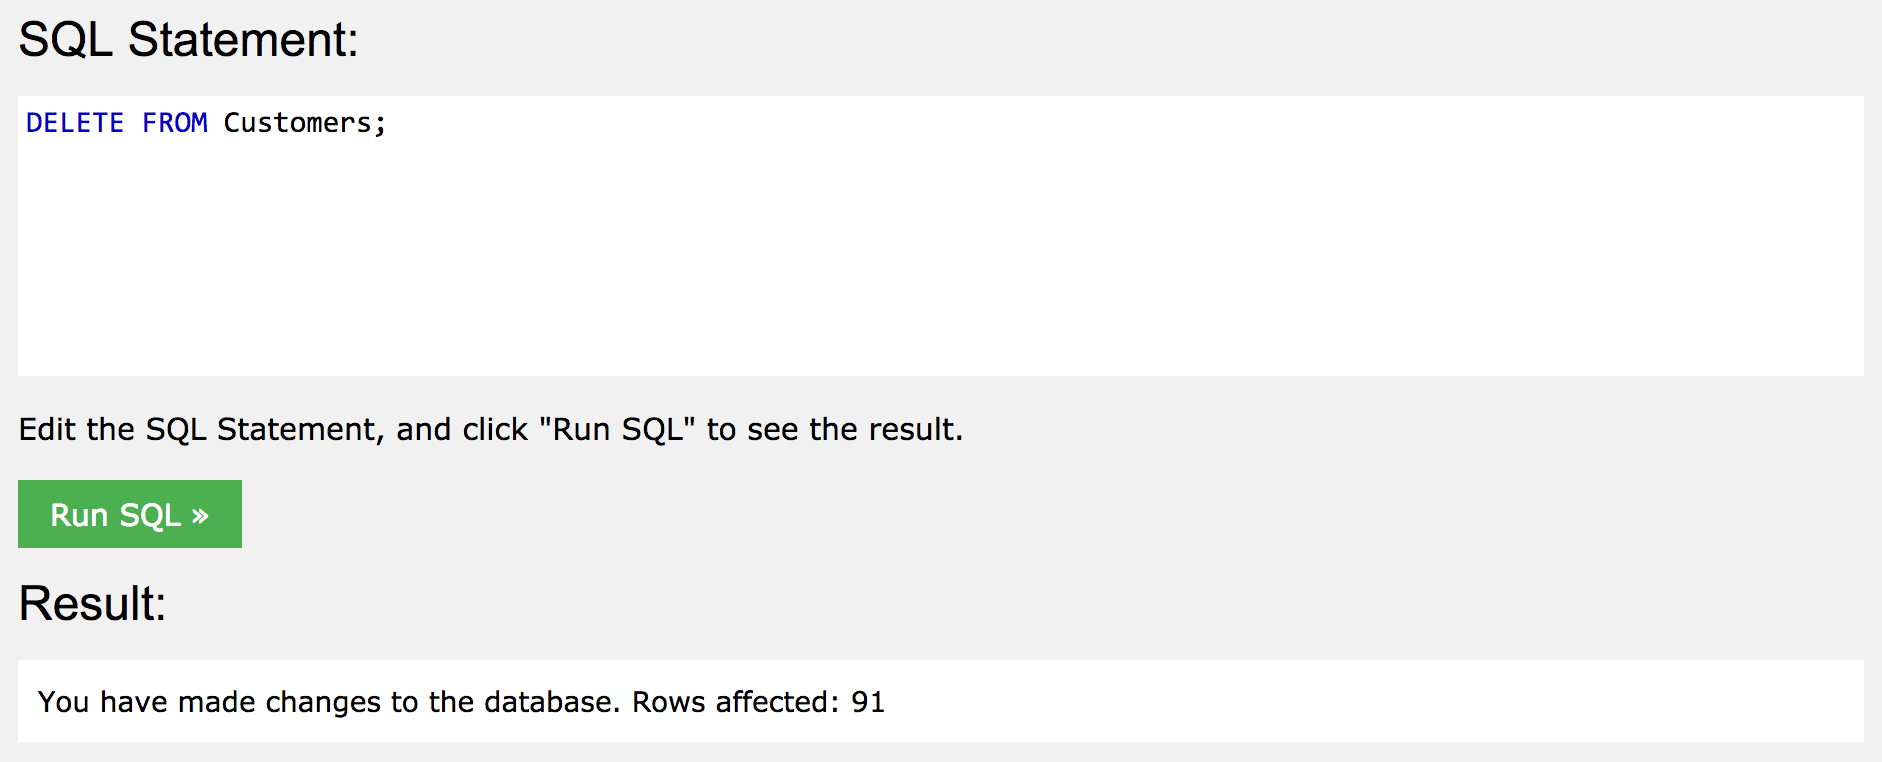 SQL Statement:
DELETE FROM Customers;
Edit the SQL Statement, and click "Run SQL" to see the result.
Run SQL »
Result:
You have made changes to the database. Rows affected: 91